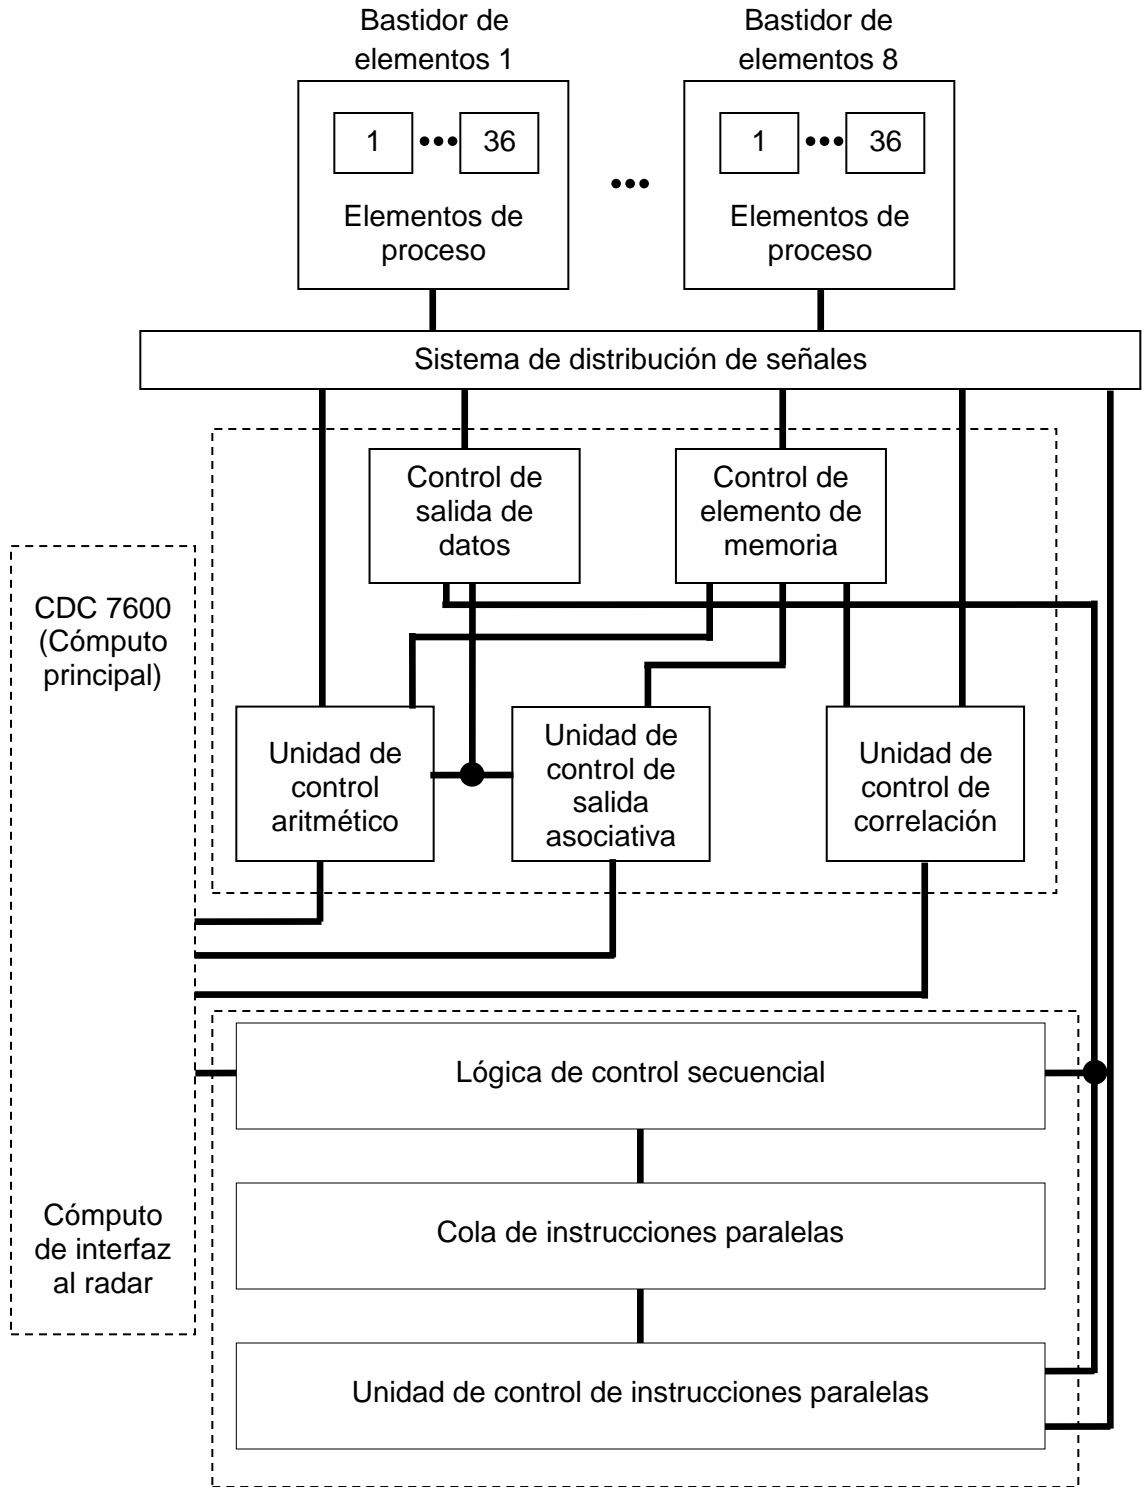 Bastidor de
elementos 1
Bastidor de
elementos 8
1
36
1
36
Elementos de
proceso
Elementos de
proceso
Sistema de distribución de señales
Control de
salida de
datos
Control de
elemento de
memoria
CDC 7600
(Cómputo
principal)
Unidad de
control
aritmético
Unidad de
control de
salida
asociativa
Unidad de
control de
correlación
Lógica de control secuencial
Cola de instrucciones paralelas
Cómputo
de interfaz
al radar
Unidad de control de instrucciones paralelas